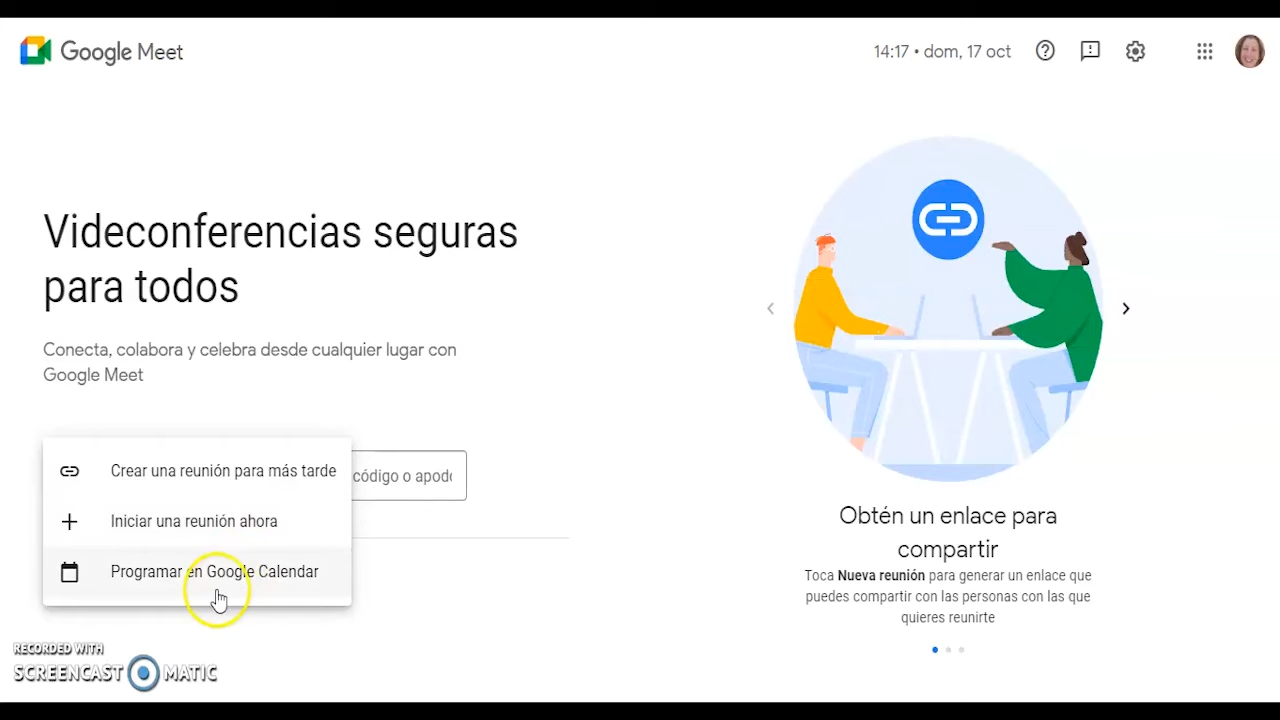 Google Meet
14:17 • dom, 17 oct
Videconferencias seguras
para todos
Conecta, colabora y celebra desde cualquier lugar con
Google Meet
Crear una reunión para más tarde
código o apodo
Iniciar una reunión ahora
Programar en Google Calendar
Obtén un enlace para
compartir
Toca Nueva reunión para generar un enlace que
puedes compartir con las personas con las que
quieres reunirte
RECORDED WITH
SCREENCAST MATIC